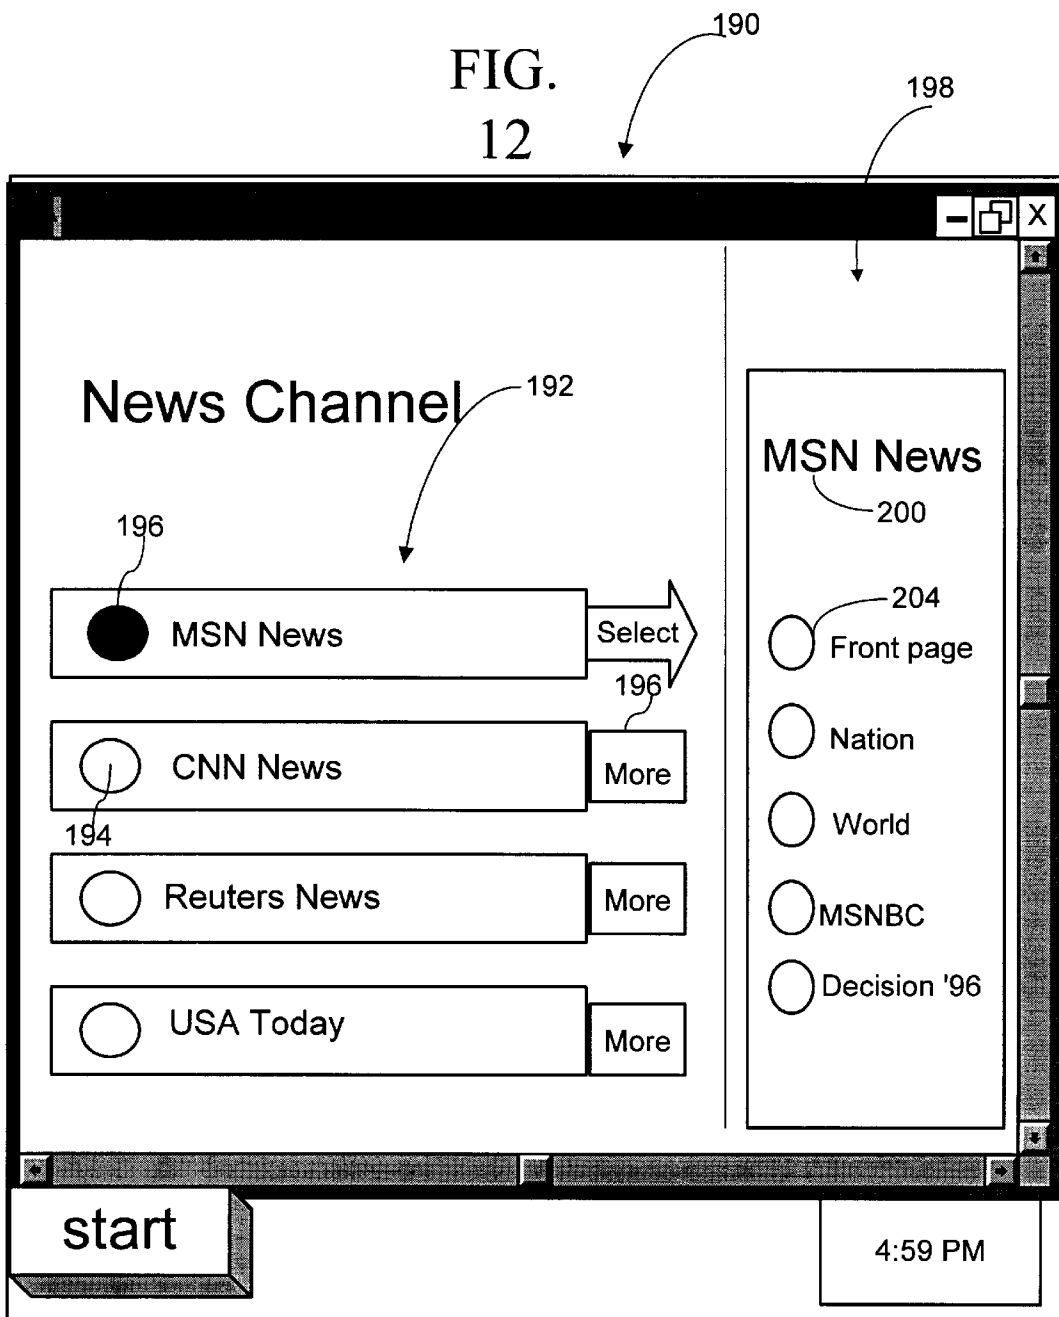 190
FIG.
12
198
X
News Channel
192
MSN News
200
196
MSN News
Select
204
Front page
196
CNN News
More
Nation
194
World
Reuters News
More
MSNBC
Decision '96
USA Today
More
start
4:59 PM